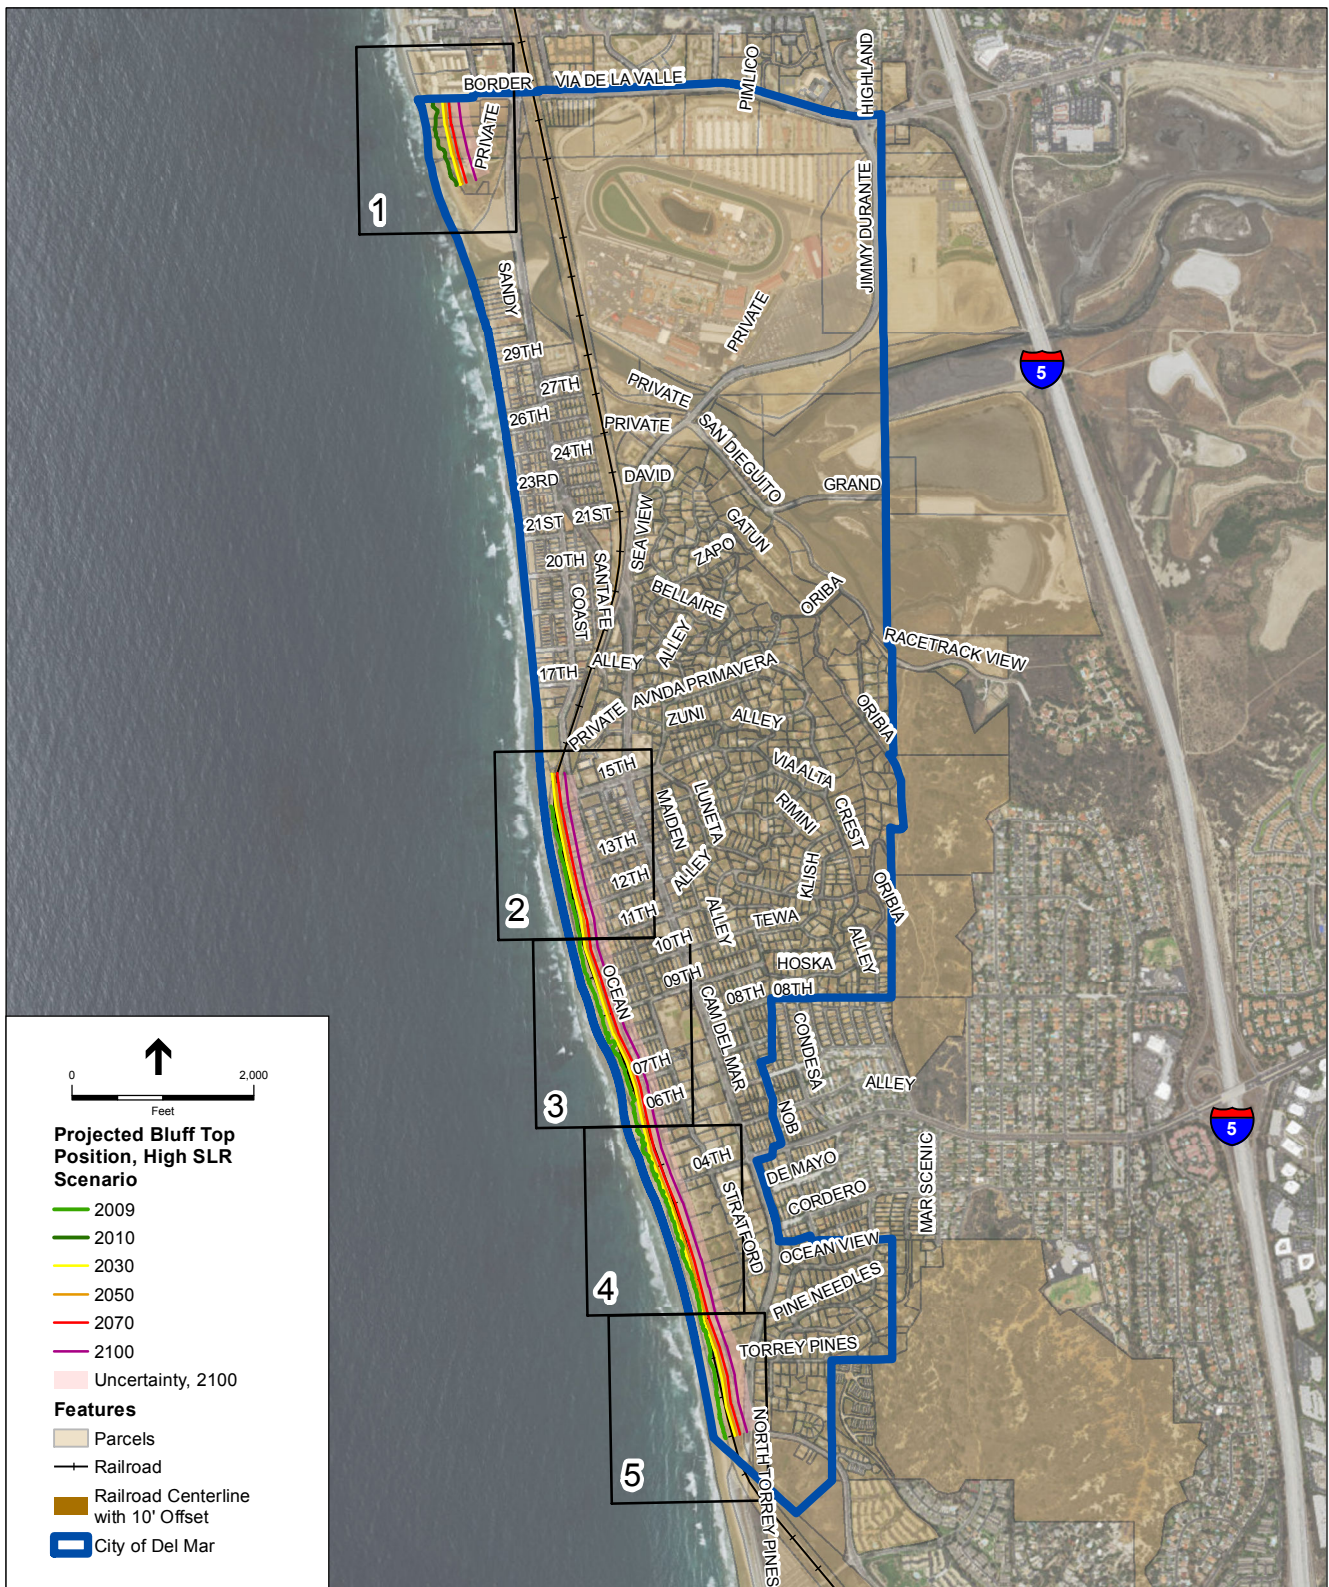 BORDER
VIA DE LA VALLE
PIMLICO
HIGHLAND
PRIVATE
1
JIMMY DURANTE
SANDY
PRIVATE
29TH
5
27TH
PRIVATE
26TH
PRIVATE
SAN DIEGUITO
24TH
23RD
DAVID
GRAND
21ST
21ST
SEA VIEW
GATUN
ZAPO
20TH
SANTA FE
COAST
BELLAIRE
ORIBA
ALLEY
RACETRACK VIEW
17TH
ALLEY
AVNDA PRIMAVERA
PRIVATE
ZUNI
ALLEY
ORIBIA
15TH
VIA ALTA
MAIDEN
LUNETA
RIMINI
CREST
13TH
12TH
ALLEY
KLISH
ORIBIA
2
11TH
ALLEY
TEWA
10TH
ALLEY
OCEAN
09TH
HOSKA
08TH
08TH
CAM DEL MAR
CONDESA
07TH
ALLEY
3
06TH
NOB
5
04TH
DE MAYO
MAR SCENIC
STRATFORD
CORDERO
OCEAN VIEW
4
PINE NEEDLES
TORREY PINES
5
NORTH TORREY PINES
0
2,000
Feet
Projected Bluff Top
Position, High SLR
Scenario
2009
2010
2030
2050
2070
2100
Uncertainty, 2100
Features
Parcels
Railroad
Railroad Centerline
with 10' Offset
City of Del Mar